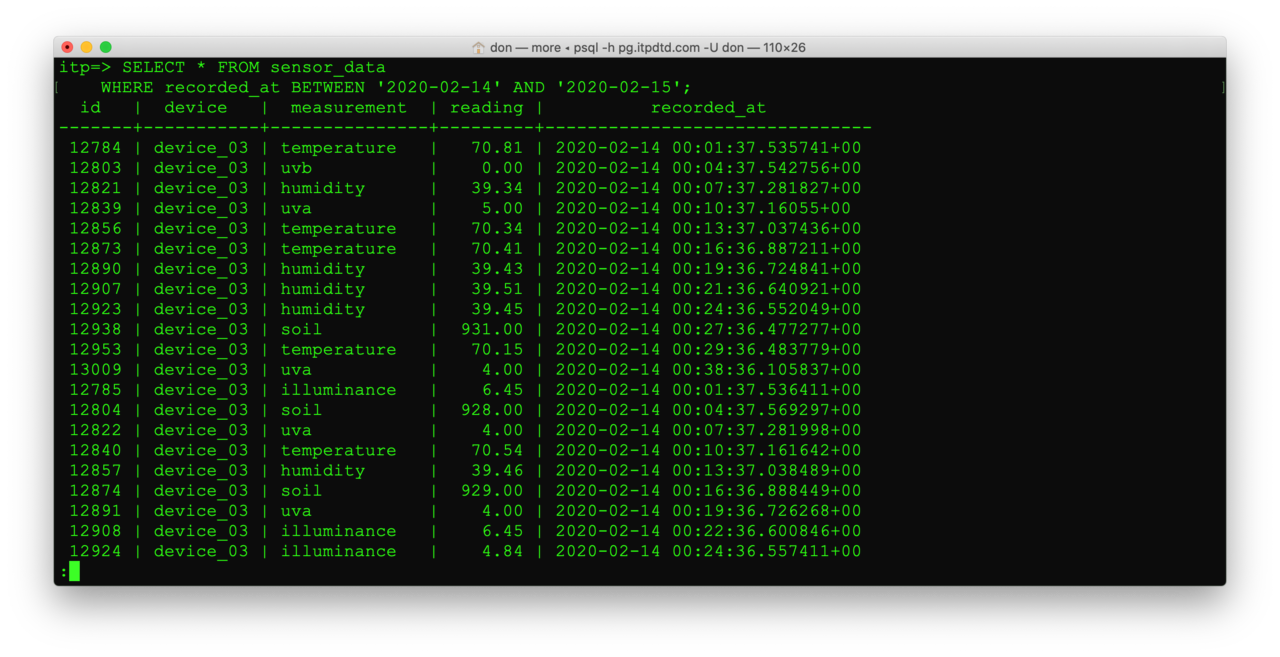 don — more • psql -h pg.itpdtd.com -U don — 110×26
itp=> SELECT * FROM sensor_data
[    WHERE recorded_at BETWEEN '2020-02-14' AND '2020-02-15'; ]
  id   |  device   |  measurement  | reading |          recorded_at
-------+-----------+---------------+---------+-------------------------------
 12784 | device_03 | temperature   |   70.81 | 2020-02-14 00:01:37.535741+00
 12803 | device_03 | uvb           |    0.00 | 2020-02-14 00:04:37.542756+00
 12821 | device_03 | humidity      |   39.34 | 2020-02-14 00:07:37.281827+00
 12839 | device_03 | uva           |    5.00 | 2020-02-14 00:10:37.16055+00
 12856 | device_03 | temperature   |   70.34 | 2020-02-14 00:13:37.037436+00
 12873 | device_03 | temperature   |   70.41 | 2020-02-14 00:16:36.887211+00
 12890 | device_03 | humidity      |   39.43 | 2020-02-14 00:19:36.724841+00
 12907 | device_03 | humidity      |   39.51 | 2020-02-14 00:21:36.640921+00
 12923 | device_03 | humidity      |   39.45 | 2020-02-14 00:24:36.552049+00
 12938 | device_03 | soil          |  931.00 | 2020-02-14 00:27:36.477277+00
 12953 | device_03 | temperature   |   70.15 | 2020-02-14 00:29:36.483779+00
 13009 | device_03 | uva           |    4.00 | 2020-02-14 00:38:36.105837+00
 12785 | device_03 | illuminance   |    6.45 | 2020-02-14 00:01:37.536411+00
 12804 | device_03 | soil          |  928.00 | 2020-02-14 00:04:37.569297+00
 12822 | device_03 | uva           |    4.00 | 2020-02-14 00:07:37.281998+00
 12840 | device_03 | temperature   |   70.54 | 2020-02-14 00:10:37.161642+00
 12857 | device_03 | humidity      |   39.46 | 2020-02-14 00:13:37.038489+00
 12874 | device_03 | soil          |  929.00 | 2020-02-14 00:16:36.888449+00
 12891 | device_03 | uva           |    4.00 | 2020-02-14 00:19:36.726268+00
 12908 | device_03 | illuminance   |    6.45 | 2020-02-14 00:22:36.600846+00
 12924 | device_03 | illuminance   |    4.84 | 2020-02-14 00:24:36.557411+00
: